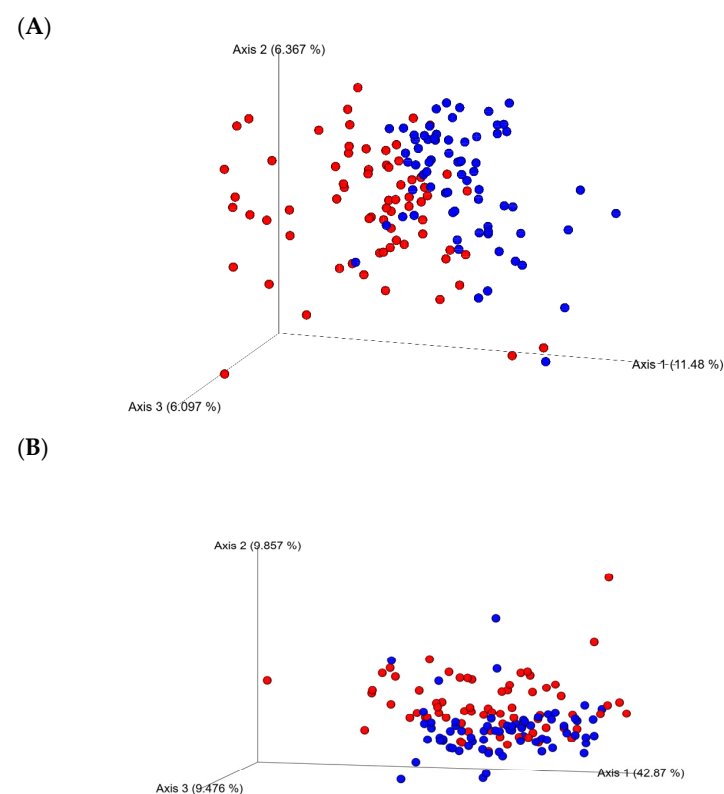 (A)
Axis 2 (6.367 %)
Axis 1 (11.48 %)
Axis 3 (6.097 %)
(B)
Axis 2 (9.857 %)
Axis 1 (42.87 %)
Axis 3 (9.476 %)